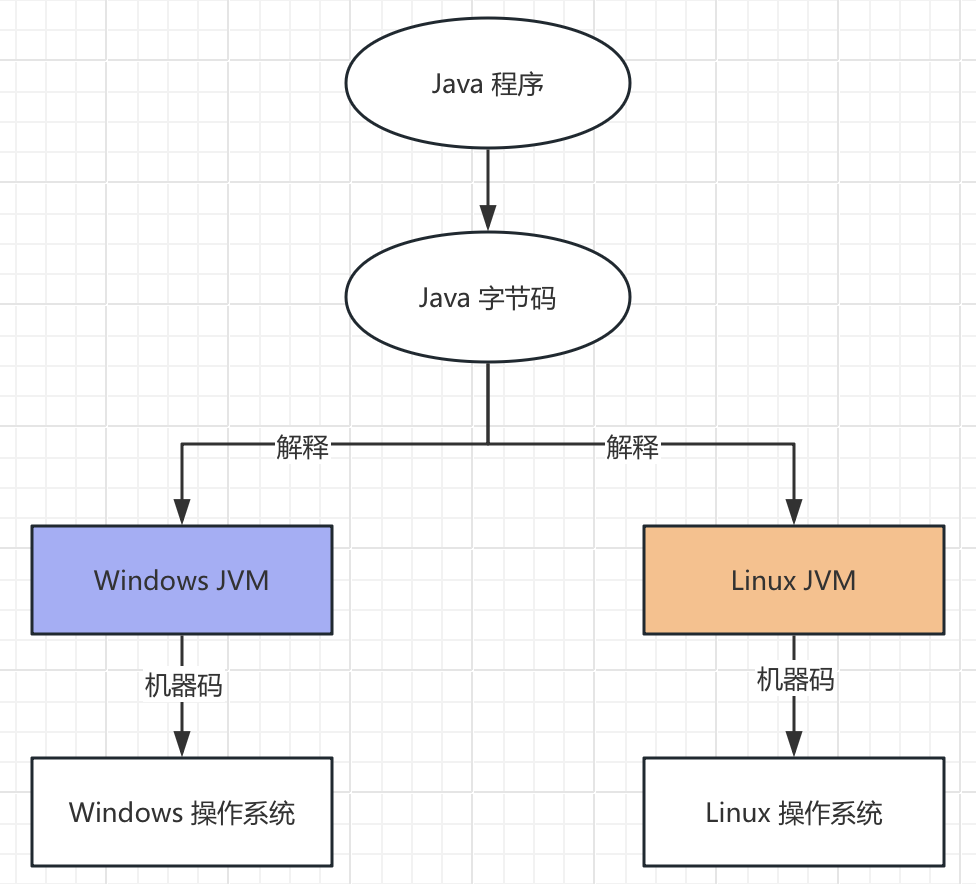 Java 程序
Java 字节码
解释
解释
Windows JVM
Linux JVM
机器码
机器码
Windows 操作系统
Linux 操作系统